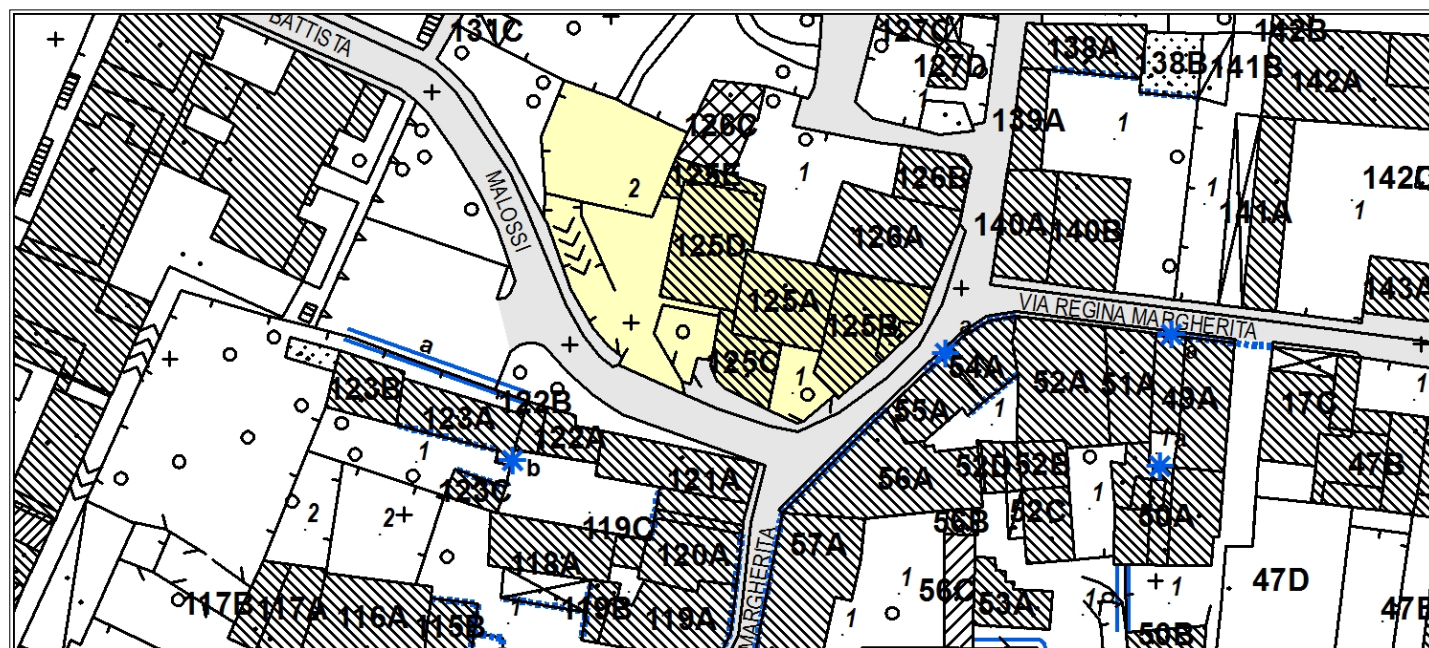 BATTISTA
131C
127C
127D
1
138A
138B
141B
142B
142A
126C
139A
1
2
125E
1
126B
1
142C
1
MALOSSI
125D
126A
140A
140B
141A
125A
125B
143A
VIA REGINA MARGHERITA
a
a
a
123B
125C
1
54A
52A
51A
49A
17C
1
123A
122B
122A
55A
1
1a
1
b
121A
56A
52D
52B
47B
123C
2
2
119C
56B
52C
1
50A
118A
120A
57A
MARGHERITA
117B
117A
116A
115B
1
119B
119A
1
56C
53A
1
1
47D
47E
50B